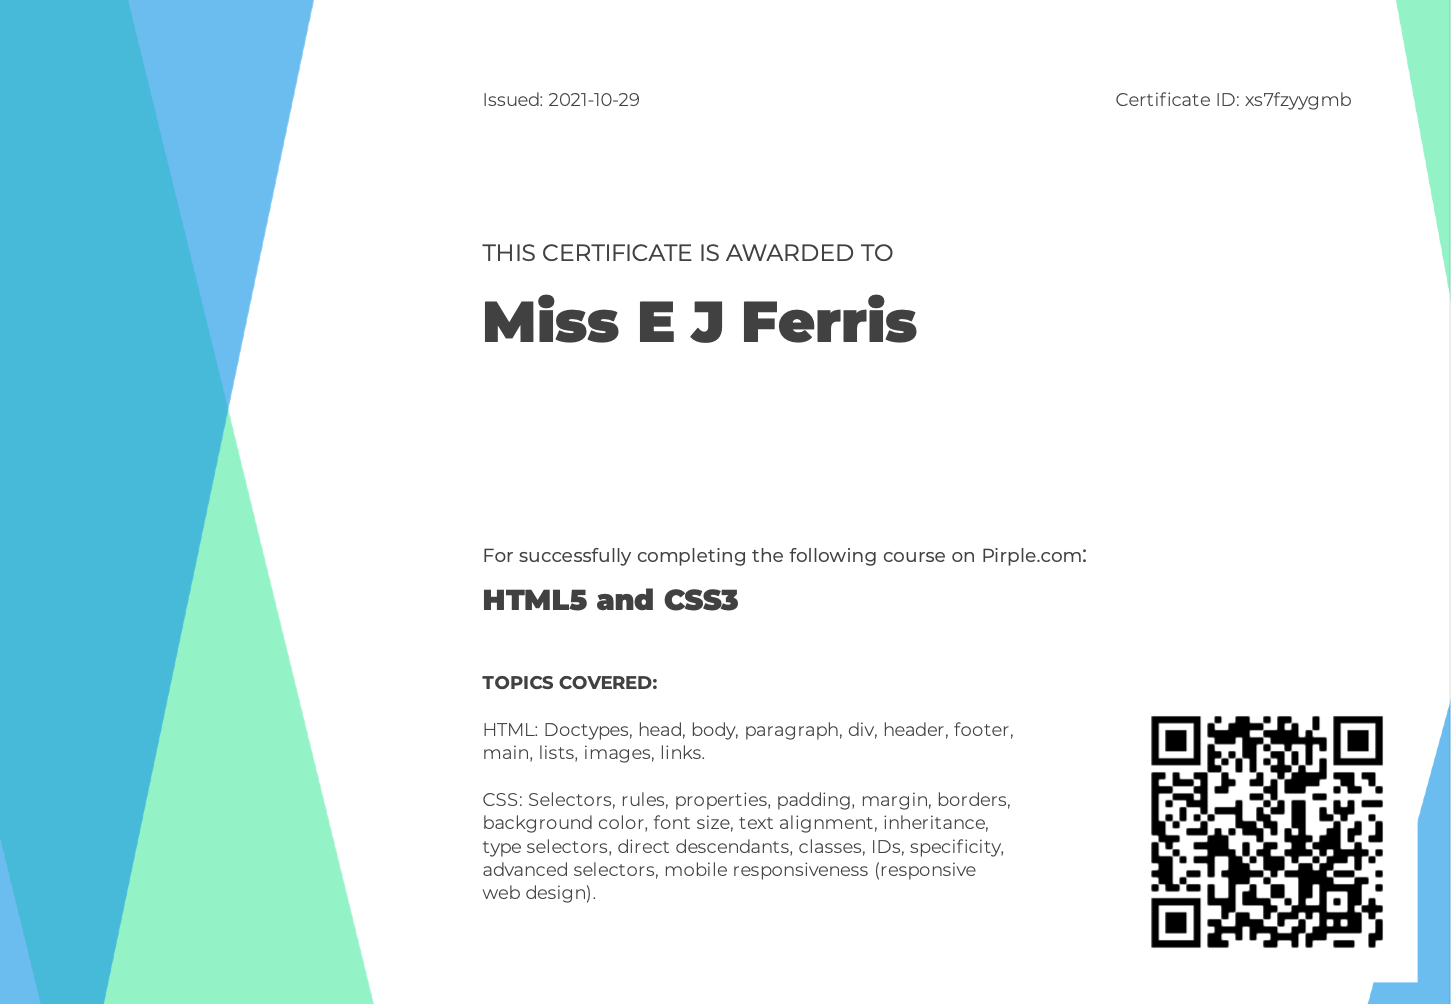 Issued: 2021-10-29
Certificate ID: xs7fzyygmb
THIS CERTIFICATE IS AWARDED TO
Miss E J Ferris
For successfully completing the following course on Pirple.com:
HTML5 and CSS3
TOPICS COVERED:
HTML: Doctypes, head, body, paragraph, div, header, footer,
main, lists, images, links.
CSS: Selectors, rules, properties, padding, margin, borders,
background color, font size, text alignment, inheritance,
type selectors, direct descendants, classes, IDs, specificity,
advanced selectors, mobile responsiveness (responsive
web design).